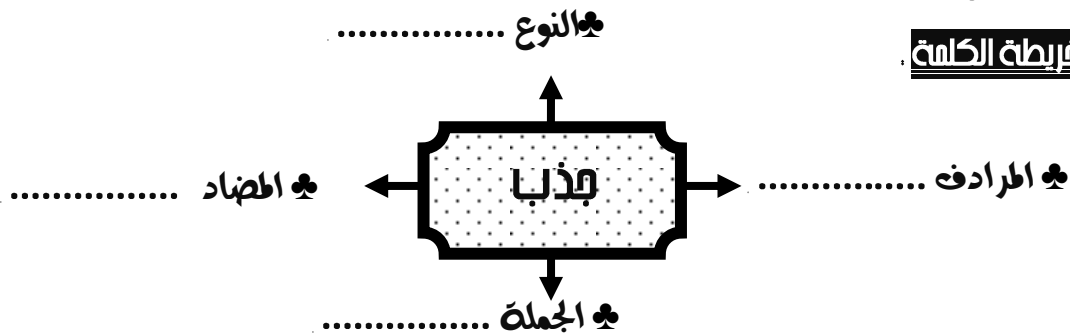 ♣النوع ................
خريطة الكلمة :
♣ المرادف ................
جذب
♣ المضاد ................
♣ الجملة ................